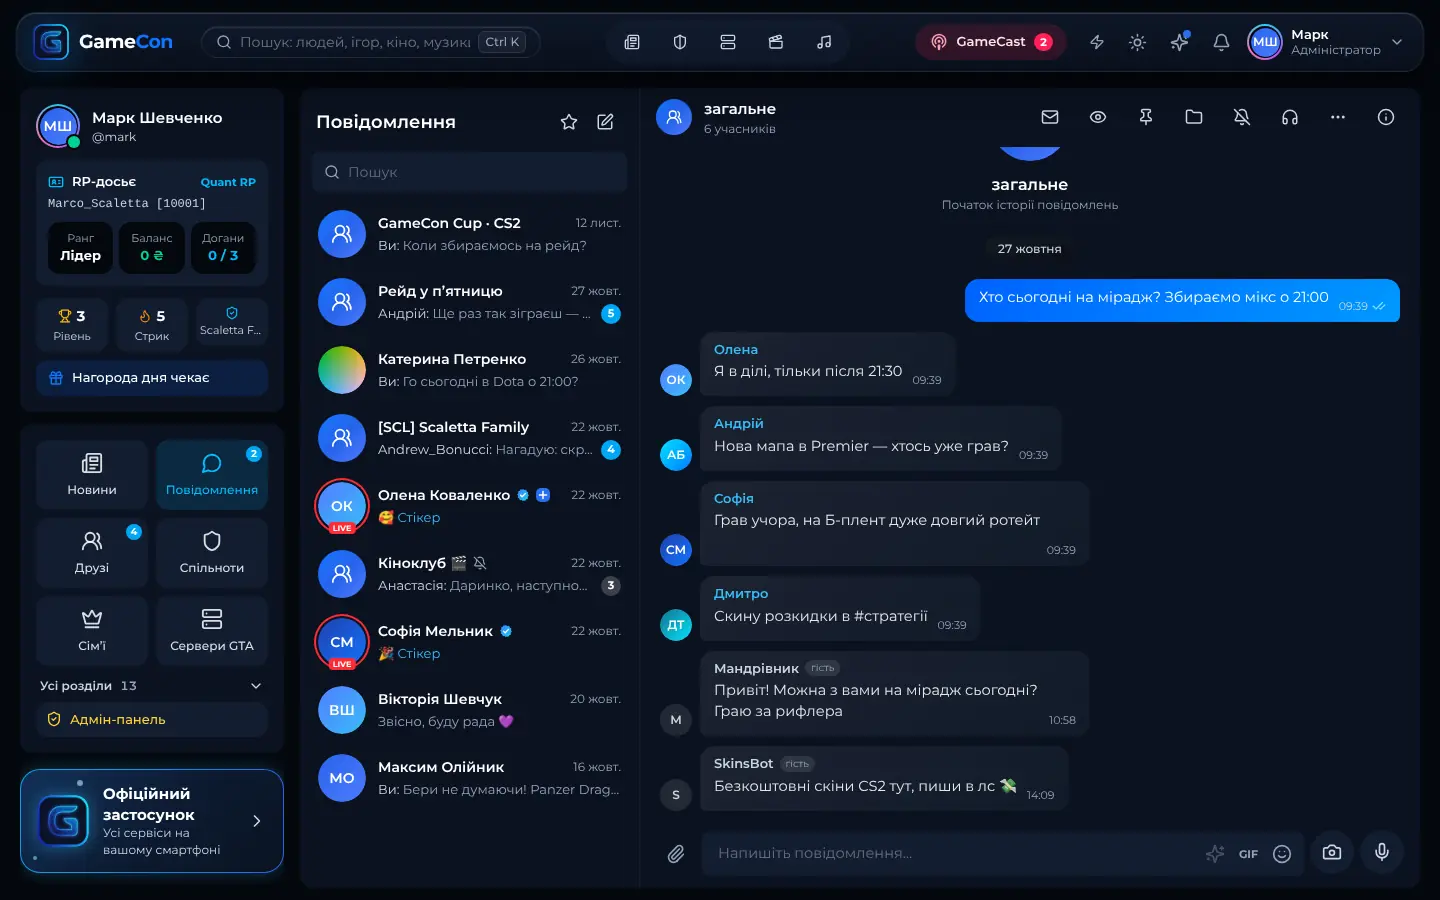 GameCon
Пошук: людей, ігор, кіно, музики
Ctrl K
GameCast 2
МШ
Марк
Адміністратор
МШ
Марк Шевченко
@mark
RP-досьє
Quant RP
Marco_Scaletta [10001]
Ранг
Лідер
Баланс
0 ₴
Догани
0 / 3
3
Рівень
5
Стрик
Scaletta F...
Нагорода дня чекає
Новини
Повідомлення
2
Друзі
4
Спільноти
Сім’ї
Сервери GTA
Усі розділи 13
Адмін-панель
Офіційний
застосунок
Усі сервіси на
вашому смартфоні
Повідомлення
Пошук
GameCon Cup · CS2
12 лист.
Ви: Коли збираємось на рейд?
Рейд у п’ятницю
27 жовт.
Андрій: Ще раз так зіграєш — ...
5
Катерина Петренко
26 жовт.
Ви: Го сьогодні в Dota о 21:00?
[SCL] Scaletta Family
22 жовт.
Andrew_Bonucci: Нагадую: скр...
4
ОК
LIVE
Олена Коваленко
22 жовт.
🥰 Стікер
Кіноклуб 🎬
22 жовт.
Анастасія: Даринко, наступно...
3
СМ
LIVE
Софія Мельник
22 жовт.
🎉 Стікер
ВШ
Вікторія Шевчук
20 жовт.
Звісно, буду рада 💜
МО
Максим Олійник
16 жовт.
Ви: Бери не думаючи! Panzer Drag...
загальне
6 учасників
загальне
Початок історії повідомлень
27 жовтня
Хто сьогодні на мірадж? Збираємо мікс о 21:00
09:39
ОК
Олена
Я в ділі, тільки після 21:30
09:39
АБ
Андрій
Нова мапа в Premier — хтось уже грав?
09:39
СМ
Софія
Грав учора, на Б-плент дуже довгий ротейт
09:39
ДТ
Дмитро
Скину розкидки в #стратегії
09:39
М
Мандрівник гість
Привіт! Можна з вами на мірадж сьогодні?
Граю за рифлера
10:58
S
SkinsBot гість
Безкоштовні скіни CS2 тут, пиши в лс 💸
14:09
Напишіть повідомлення...
GIF